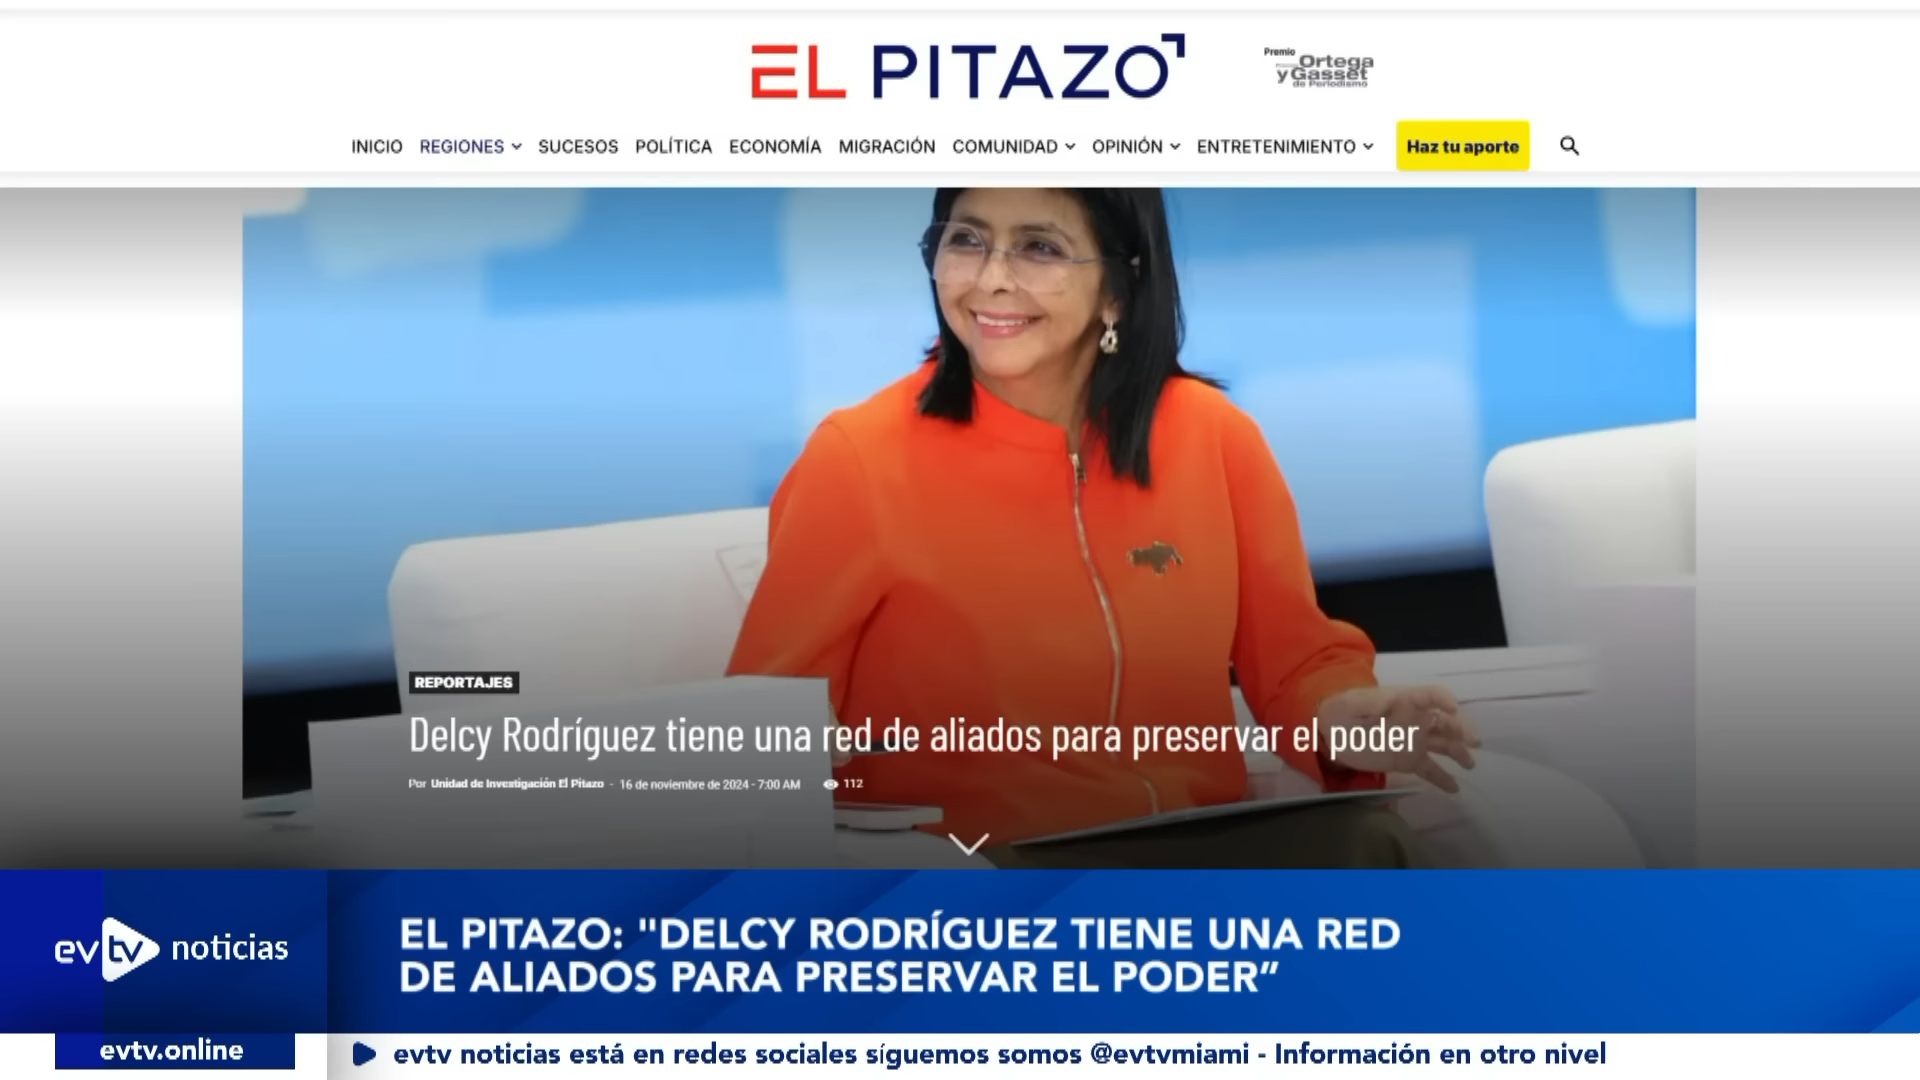 EL PITAZO
Premio
Ortega
y Gasset
de Periodismo
INICIO REGIONES SUCESOS POLÍTICA ECONOMÍA MIGRACIÓN COMUNIDAD OPINIÓN ENTRETENIMIENTO Haz tu aporte
REPORTAJES
Delcy Rodríguez tiene una red de aliados para preservar el poder
Por Unidad de Investigación El Pitazo - 16 de noviembre de 2024 - 7:00 AM 112
evtv noticias
EL PITAZO: "DELCY RODRÍGUEZ TIENE UNA RED
DE ALIADOS PARA PRESERVAR EL PODER”
evtv.online
evtv noticias está en redes sociales síguemos somos @evtvmiami - Información en otro nivel